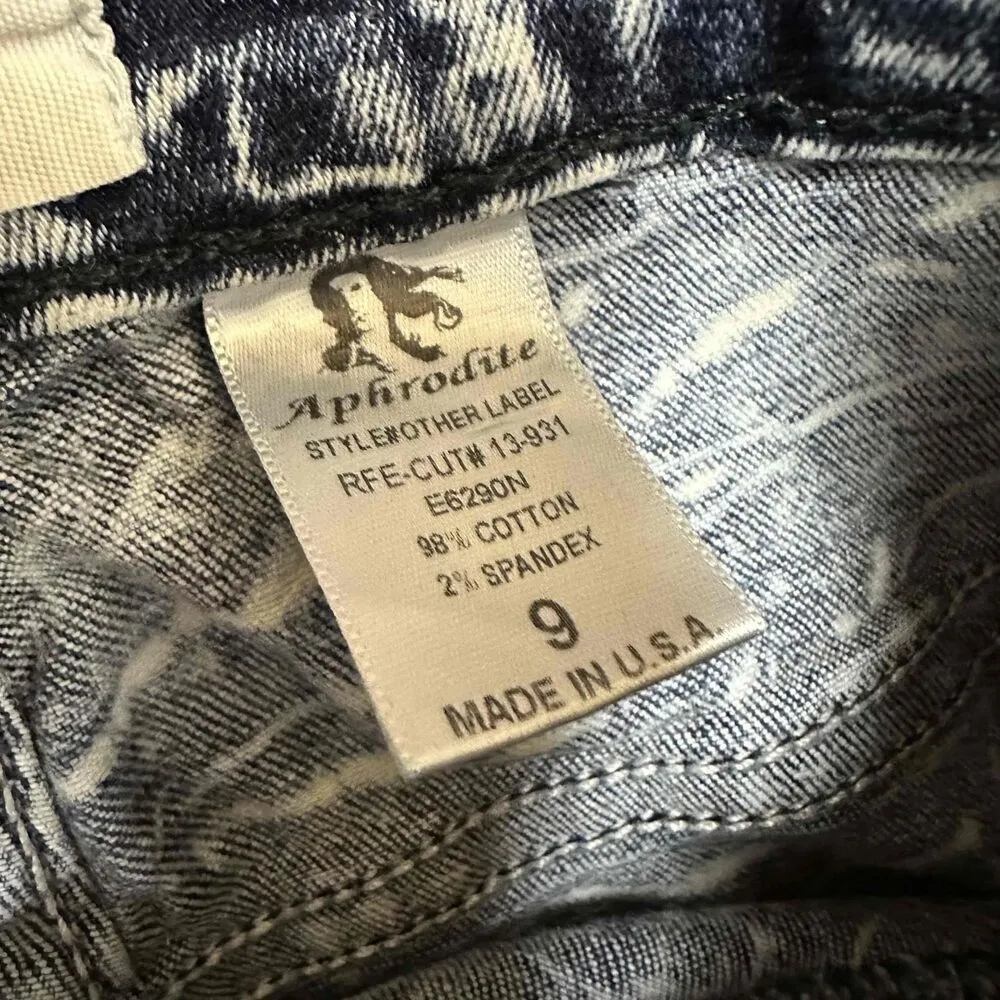 Aphrodite
STYLE#OTHER LABEL
RFE-CUT# 13-931
E6290N
98% COTTON
2% SPANDEX
9
MADE IN U.S.A.